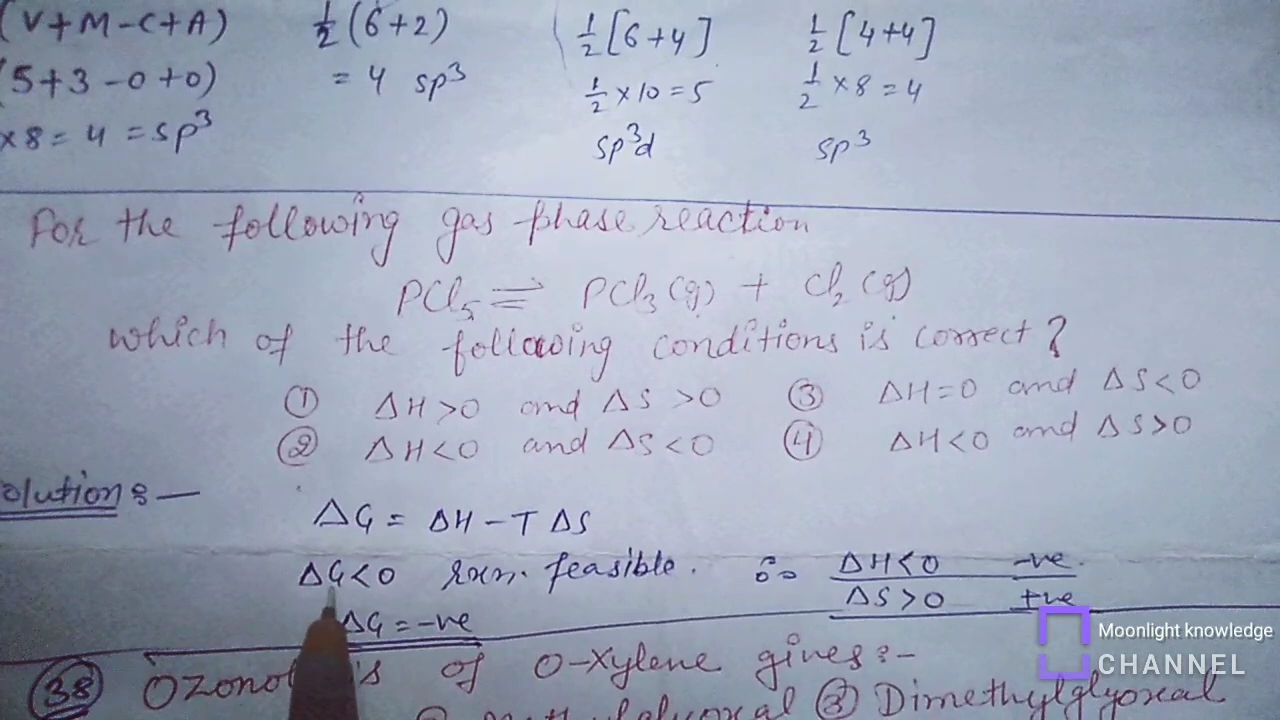 (V+M-C+A) ½(6+2) ½[6+4] ½[4+4]
(5+3-0+0) = 4 sp³ ½×10=5 ½×8=4
×8=4=sp³ sp³d sp³
For the following gas phase reaction
PCl₅ ⇌ PCl₃(g) + Cl₂(g)
which of the following conditions is correct?
① ΔH>0 and ΔS>0 ③ ΔH=0 and ΔS<0
② ΔH<0 and ΔS<0 ④ ΔH<0 and ΔS>0
olution:-
ΔG = ΔH-TΔS
ΔG<0 rxn. feasible. ∴ ΔH<0 -ve.
ΔS>0 +ve
ΔG=-ve
Moonlight knowledge
CHANNEL
㊳ of O-Xylene gives:-
③ Dimethylglyoxal